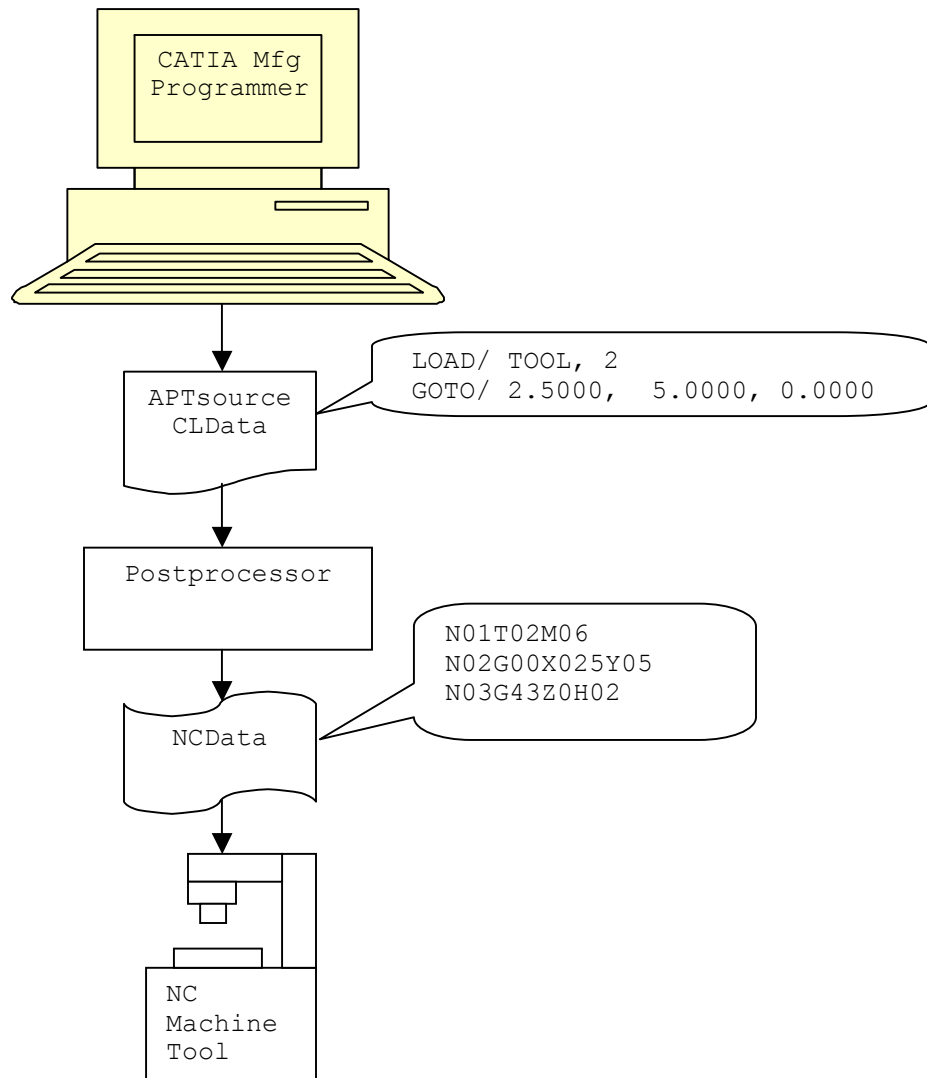 CATIA Mfg
Programmer
LOAD/ TOOL, 2
GOTO/ 2.5000, 5.0000, 0.0000
APTsource
CLData
Postprocessor
N01T02M06
N02G00X025Y05
N03G43Z0H02
NCData
NC
Machine
Tool